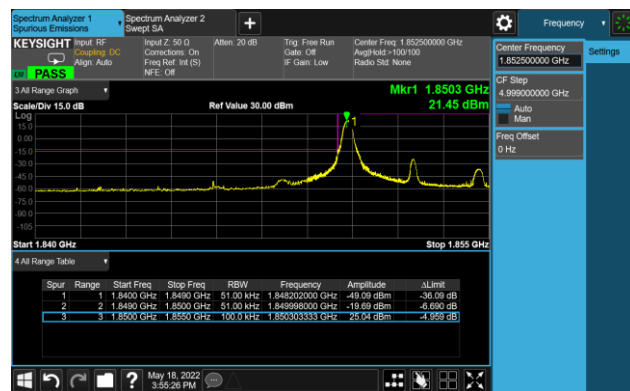 Spectrum Analyzer 1
Spurious Emissions
Spectrum Analyzer 2
Swept SA
Frequency
KEYSIGHT
Input: RF
Coupling: DC
Align: Auto
Input Z: 50 Ω
Corrections: On
Freq Ref: Int (S)
NFE: Off
Atten: 20 dB
Trig: Free Run
Gate: Off
IF Gain: Low
Center Freq: 1.852500000 GHz
Avg|Hold:>100/100
Radio Std: None
PASS
Center Frequency
1.852500000 GHz
Settings
CF Step
4.999000000 GHz
Auto
Man
Freq Offset
0 Hz
3 All Range Graph
Mkr1 1.8503 GHz
Scale/Div 15.0 dB
Ref Value 30.00 dBm
21.45 dBm
Log
15.0
0.00
-15.0
-30.0
-45.0
-60.0
-75.0
-90.0
-105
1
Start 1.840 GHz
Stop 1.855 GHz
4 All Range Table
Spur Range Start Freq Stop Freq RBW Frequency Amplitude ΔLimit
1 1 1.8400 GHz 1.8490 GHz 51.00 kHz 1.848202000 GHz -49.09 dBm -36.09 dB
2 2 1.8490 GHz 1.8500 GHz 51.00 kHz 1.849998000 GHz -19.69 dBm -6.690 dB
3 3 1.8500 GHz 1.8550 GHz 100.0 kHz 1.850303333 GHz 25.04 dBm -4.959 dB
?
May 18, 2022
3:55:26 PM